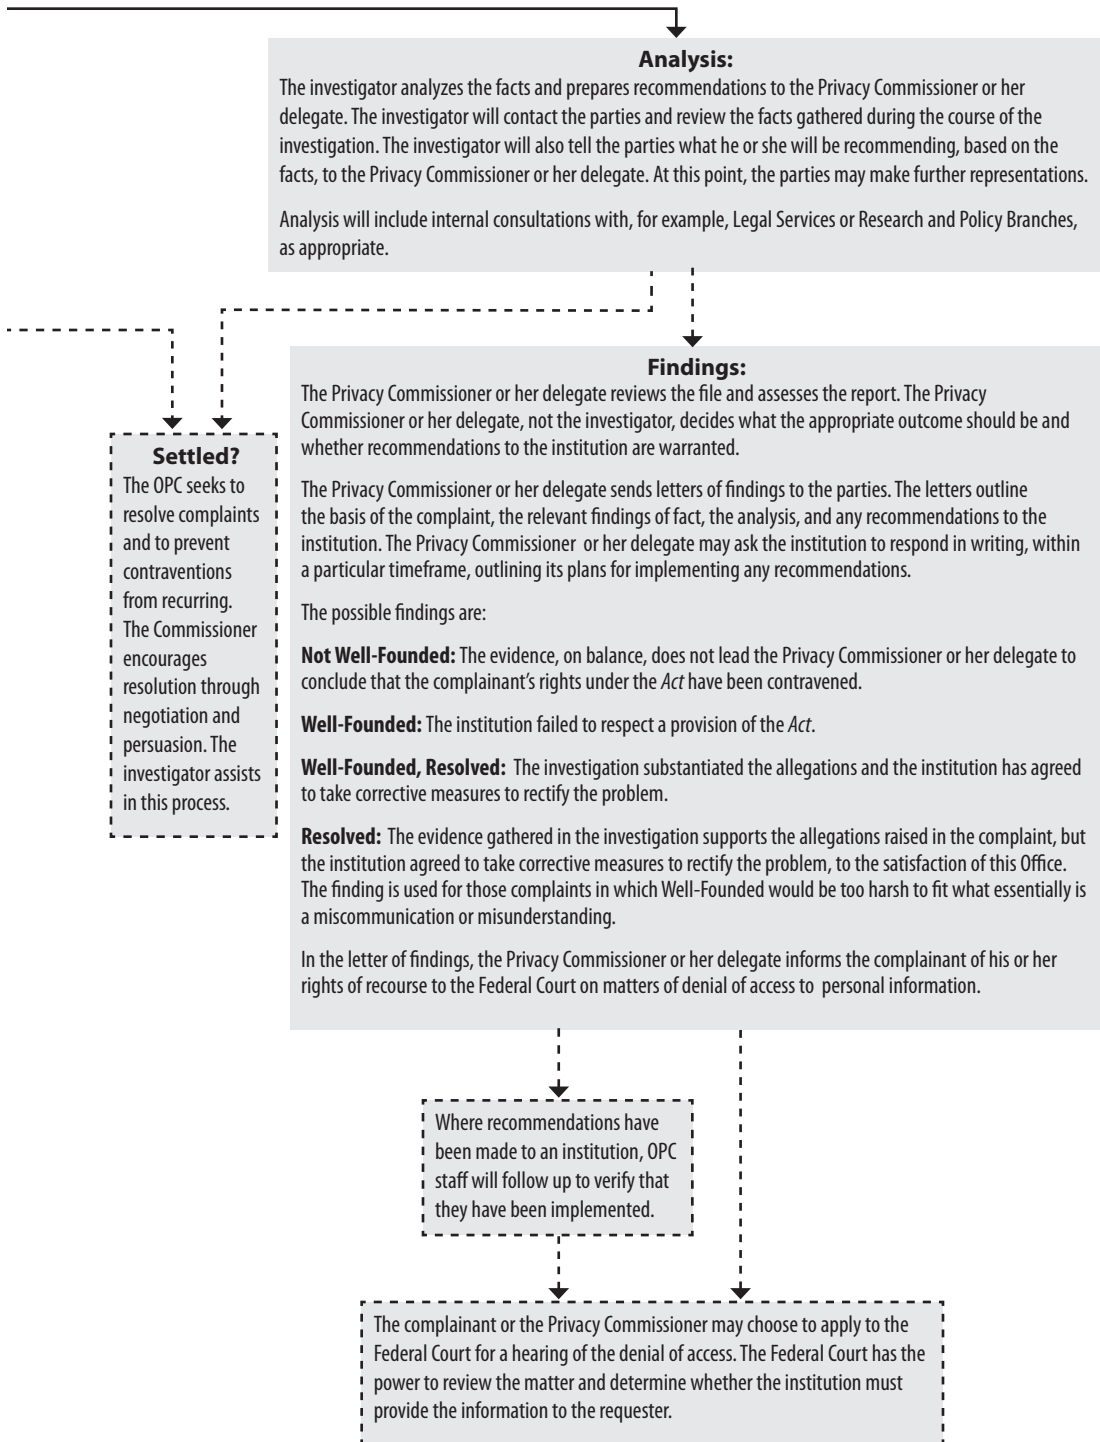 Analysis:
The investigator analyzes the facts and prepares recommendations to the Privacy Commissioner or her
delegate. The investigator will contact the parties and review the facts gathered during the course of the
investigation. The investigator will also tell the parties what he or she will be recommending, based on the
facts, to the Privacy Commissioner or her delegate. At this point, the parties may make further representations.
Analysis will include internal consultations with, for example, Legal Services or Research and Policy Branches,
as appropriate.
Settled?
The OPC seeks to
resolve complaints
and to prevent
contraventions
from recurring.
The Commissioner
encourages
resolution through
negotiation and
persuasion. The
investigator assists
in this process.
Findings:
The Privacy Commissioner or her delegate reviews the file and assesses the report. The Privacy
Commissioner or her delegate, not the investigator, decides what the appropriate outcome should be and
whether recommendations to the institution are warranted.
The Privacy Commissioner or her delegate sends letters of findings to the parties. The letters outline
the basis of the complaint, the relevant findings of fact, the analysis, and any recommendations to the
institution. The Privacy Commissioner or her delegate may ask the institution to respond in writing, within
a particular timeframe, outlining its plans for implementing any recommendations.
The possible findings are:
Not Well-Founded: The evidence, on balance, does not lead the Privacy Commissioner or her delegate to
conclude that the complainant's rights under the Act have been contravened.
Well-Founded: The institution failed to respect a provision of the Act.
Well-Founded, Resolved: The investigation substantiated the allegations and the institution has agreed
to take corrective measures to rectify the problem.
Resolved: The evidence gathered in the investigation supports the allegations raised in the complaint, but
the institution agreed to take corrective measures to rectify the problem, to the satisfaction of this Office.
The finding is used for those complaints in which Well-Founded would be too harsh to fit what essentially is
a miscommunication or misunderstanding.
In the letter of findings, the Privacy Commissioner or her delegate informs the complainant of his or her
rights of recourse to the Federal Court on matters of denial of access to personal information.
Where recommendations have
been made to an institution, OPC
staff will follow up to verify that
they have been implemented.
The complainant or the Privacy Commissioner may choose to apply to the
Federal Court for a hearing of the denial of access. The Federal Court has the
power to review the matter and determine whether the institution must
provide the information to the requester.